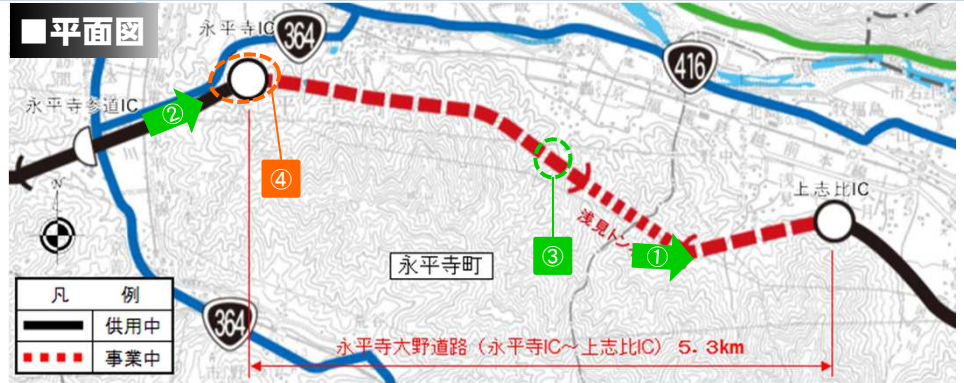 ■平面図
永平寺IC
364
416
永平寺参道IC
②
④
上志比IC
浅見トン
①
③
永平寺町
凡 例
供用中
事業中
364
永平寺大野道路（永平寺IC～上志比IC） 5.3km